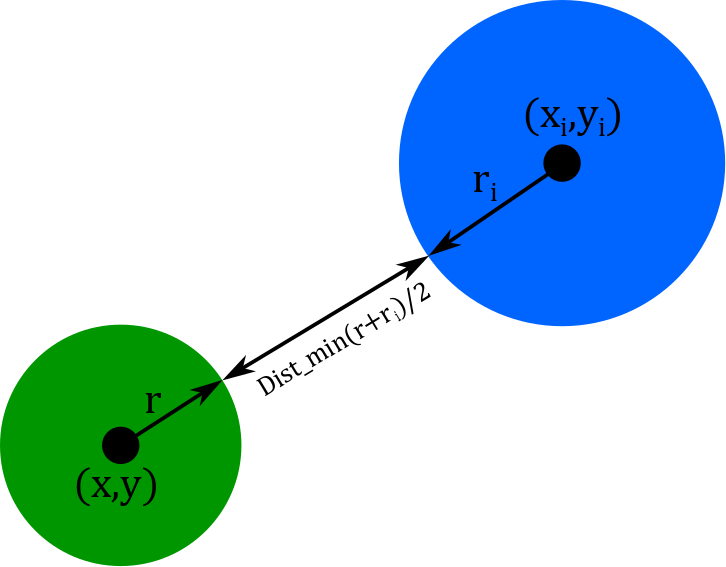 (xᵢ,yᵢ)
rᵢ
Dist_min(r+rᵢ)/2
r
(x,y)